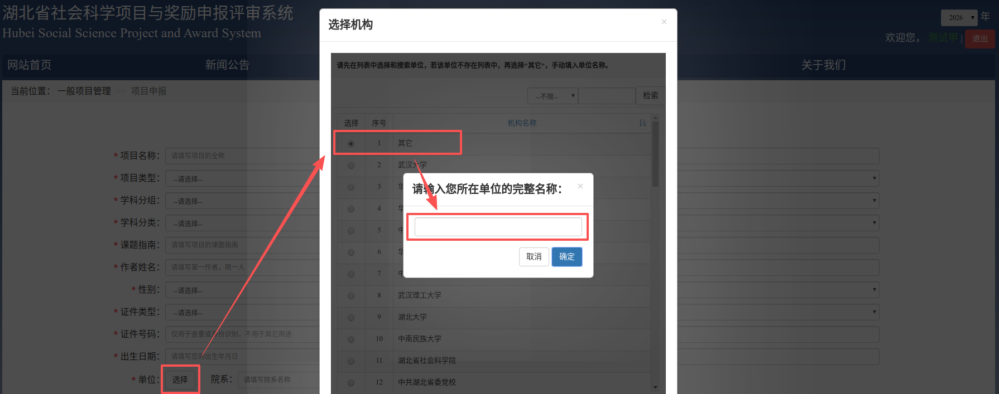 湖北省社会科学项目与奖励申报评审系统
Hubei Social Science Project and Award System
2026 年
欢迎您， 测试甲 | 退出
网站首页 新闻公告 关于我们
当前位置： 一般项目管理 >> 项目申报
* 项目名称： 请填写项目的全称
* 项目类型： --请选择--
* 学科分组： --请选择--
* 学科分类： --请选择--
* 课题指南： 请填写项目的课题指南
* 作者姓名： 请填写第一作者，限一人
* 性别： --请选择--
* 证件类型： --请选择--
* 证件号码： 仅用于查重或身份识别，不用于其它用途
* 出生日期： 请填写您的出生年月日
* 单位： 选择 院系： 请填写院系名称
选择机构 ×
请先在列表中选择和搜索单位，若该单位不存在列表中，再选择"其它"，手动填入单位名称。
--不限-- 检索
选择 序号 机构名称
1 其它
2 武汉大学
3 华
4 华
5 中
6 华
7 中
8 武汉理工大学
9 湖北大学
10 中南民族大学
11 湖北省社会科学院
12 中共湖北省委党校
请输入您所在单位的完整名称： ×
取消 确定